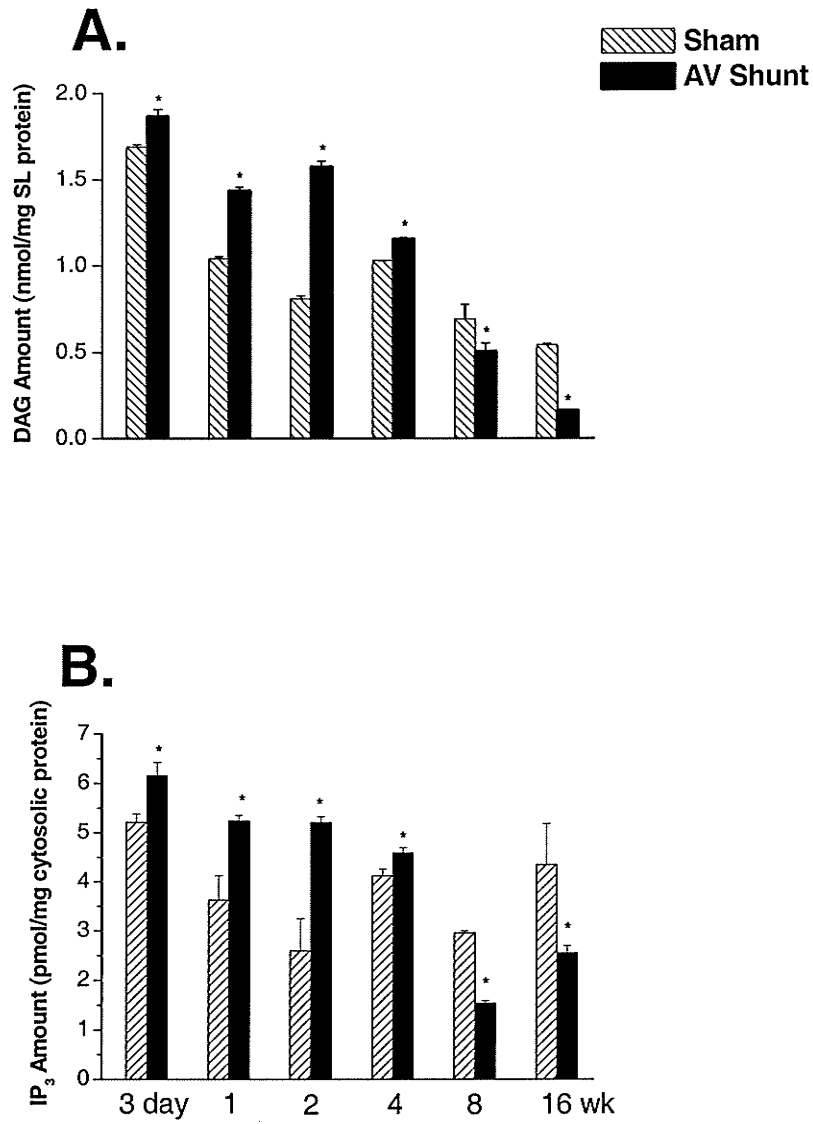 A.
Sham
AV Shunt
DAG Amount (nmol/mg SL protein)
2.0
1.5
1.0
0.5
0.0
* * * * * *
B.
IP3 Amount (pmol/mg cytosolic protein)
7
6
5
4
3
2
1
0
* * * * * *
3 day 1 2 4 8 16 wk